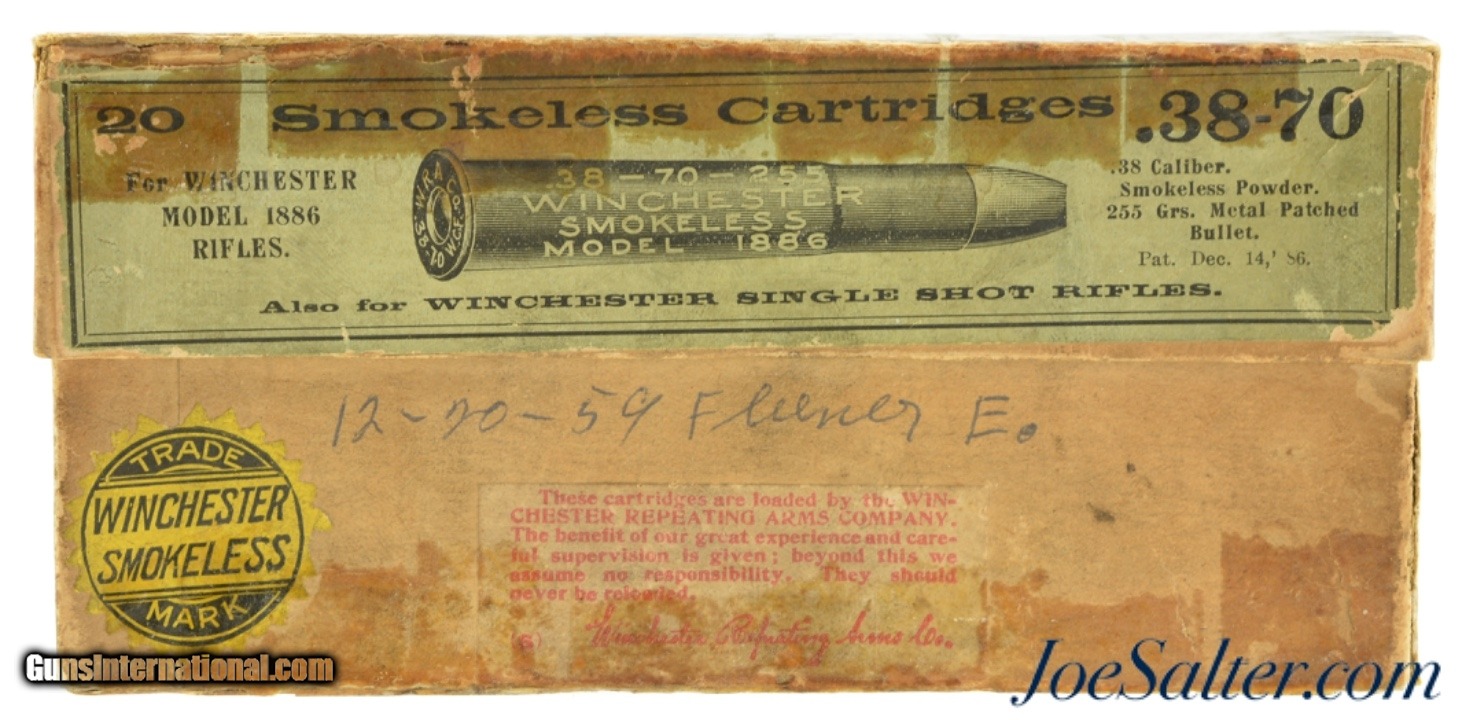 20 Smokeless Cartridges .38-70
For WINCHESTER
MODEL 1886
RIFLES.
W.R.A. Co.
.38-70 W.C.F.
.38-70-255
WINCHESTER
SMOKELESS
MODEL 1886
.38 Caliber.
Smokeless Powder.
255 Grs. Metal Patched
Bullet.
Pat. Dec. 14,' 86.
Also for WINCHESTER SINGLE SHOT RIFLES.
12-20-59 E.
TRADE
WINCHESTER
SMOKELESS
MARK
These cartridges are loaded by the WIN-
CHESTER REPEATING ARMS COMPANY.
The benefit of our great experience and care-
ful supervision is given; beyond this we
assume no responsibility. They should
never be reloaded.
Winchester Repeating Arms Co.
GunsInternational.com
JoeSalter.com